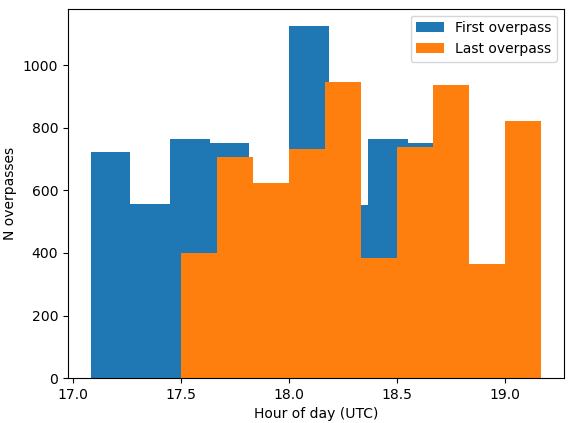 First overpass
Last overpass
1000
800
600
400
200
0
17.0 17.5 18.0 18.5 19.0
N overpasses
Hour of day (UTC)